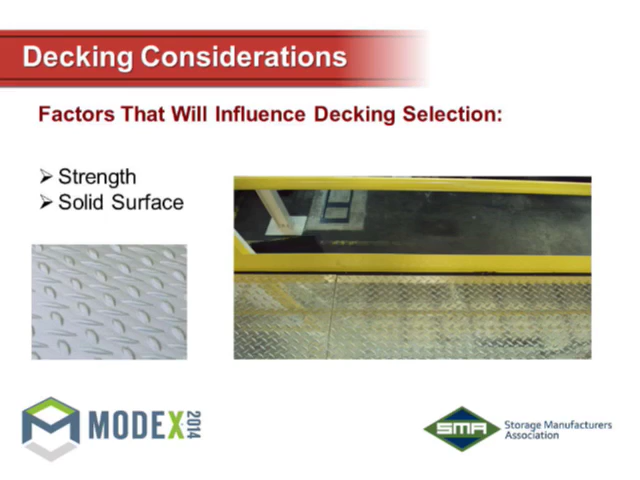 Decking Considerations
Factors That Will Influence Decking Selection:
Strength
Solid Surface
MODEX 2014
SMA Storage Manufacturers
Association